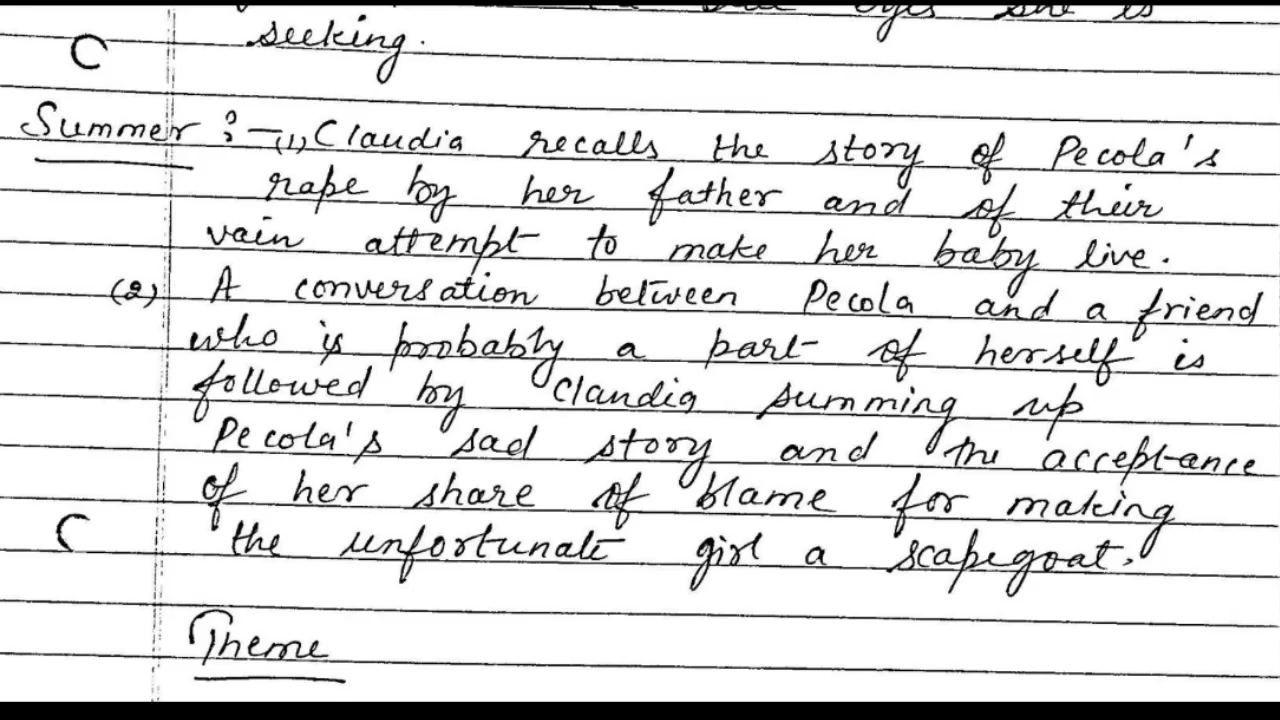 eyes she is
seeking.
Summer :- (1) Claudia recalls the story of Pecola's
rape by her father and of their
vain attempt to make her baby live.
(2) A conversation between Pecola and a friend
who is probably a part of herself is
followed by Claudia summing up
Pecola's sad story and the acceptance
of her share of blame for making
the unfortunate girl a scapegoat.
Theme